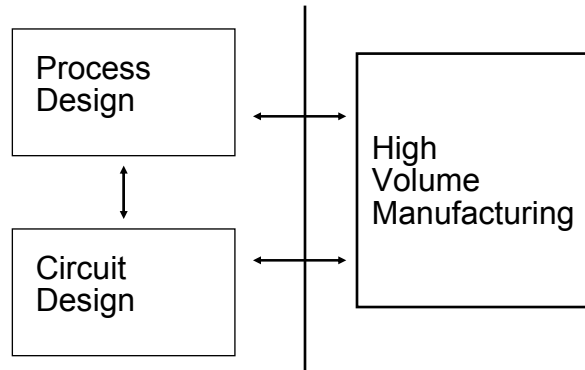 Process
Design
High
Volume
Manufacturing
Circuit
Design